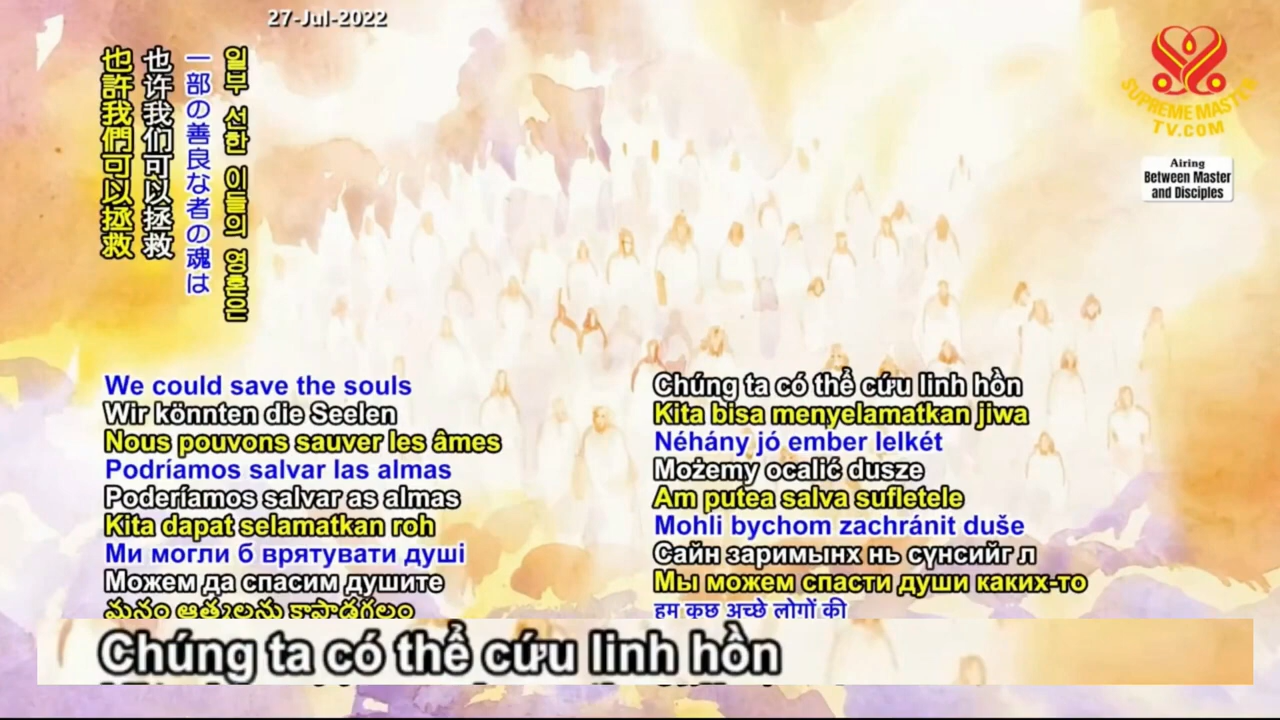 27-Jul-2022
SUPREME MASTER
TV.COM
Airing
Between Master
and Disciples
일부 선한 이들의 영혼은
一部の善良な者の魂は
也许我们可以拯救
也許我們可以拯救
We could save the souls
Wir könnten die Seelen
Nous pouvons sauver les âmes
Podríamos salvar las almas
Poderíamos salvar as almas
Kita dapat selamatkan roh
Ми могли б врятувати душі
Можем да спасим душите
మనం ఆత్మలను కాపాడగలం
Chúng ta có thể cứu linh hồn
Kita bisa menyelamatkan jiwa
Néhány jó ember lelkét
Możemy ocalić dusze
Am putea salva sufletele
Mohli bychom zachránit duše
Сайн заримынх нь сүнсийг л
Мы можем спасти души каких-то
हम कुछ अच्छे लोगों की
Chúng ta có thể cứu linh hồn